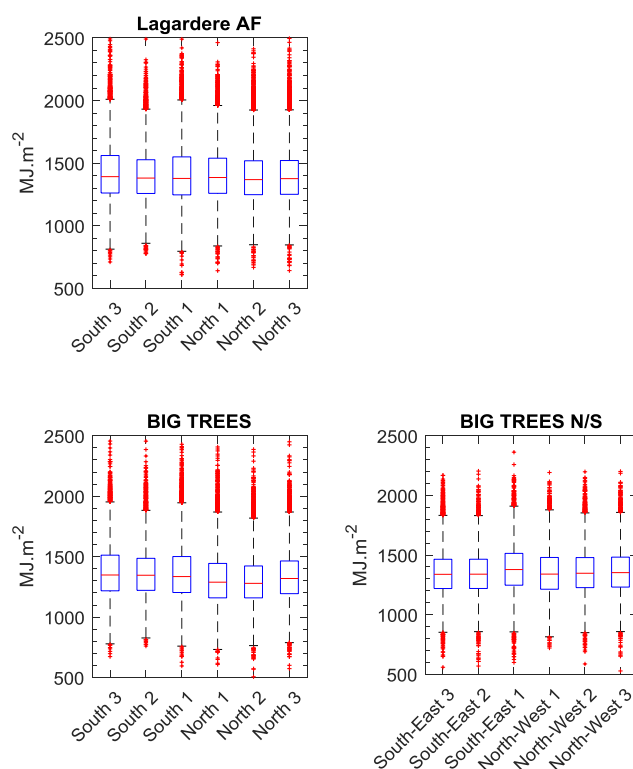 Lagardere AF
2500
2000
1500
1000
500
MJ.m-2
South 3
South 2
South 1
North 1
North 2
North 3
BIG TREES
2500
2000
1500
1000
500
MJ.m-2
South 3
South 2
South 1
North 1
North 2
North 3
BIG TREES N/S
2500
2000
1500
1000
500
MJ.m-2
South-East 3
South-East 2
South-East 1
North-West 1
North-West 2
North-West 3